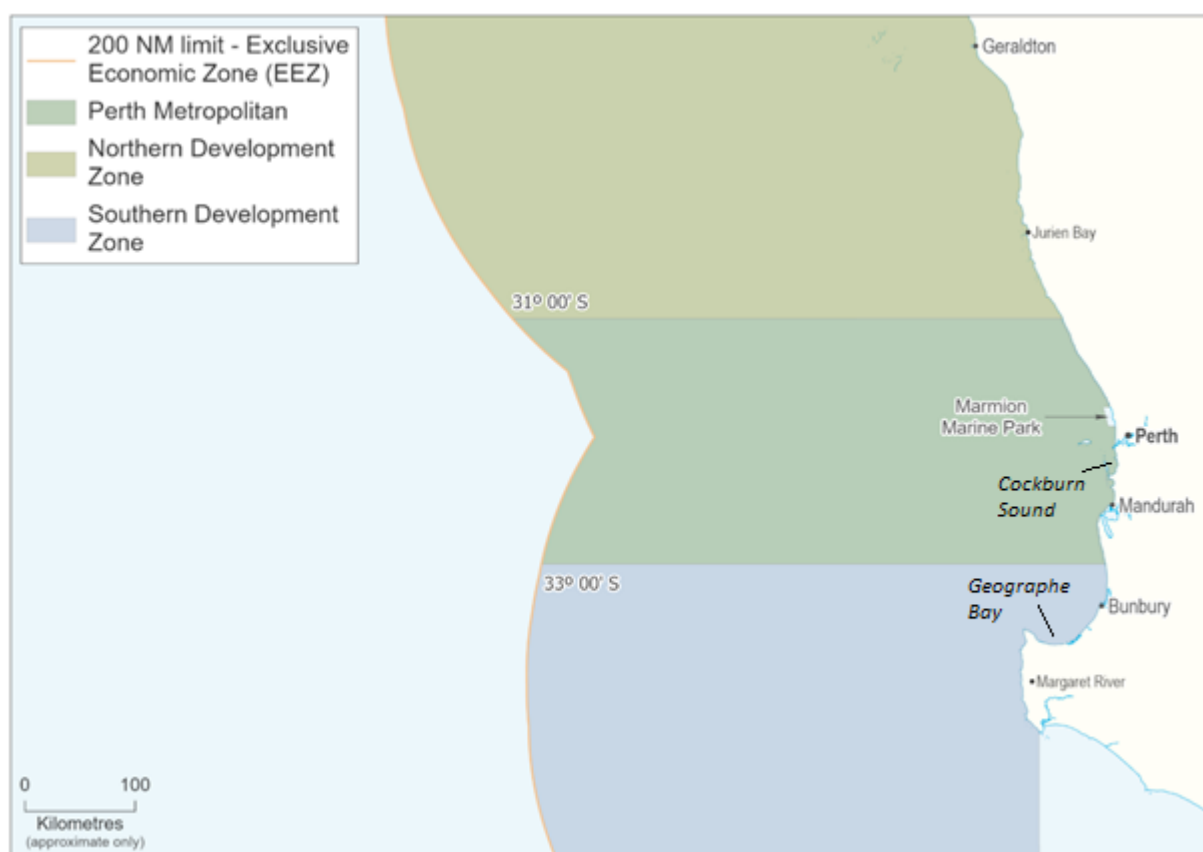 200 NM limit - Exclusive
Economic Zone (EEZ)
Perth Metropolitan
Northern Development
Zone
Southern Development
Zone
Geraldton
Jurien Bay
31º 00' S
Marmion
Marine Park
Perth
Cockburn
Sound
Mandurah
33º 00' S
Geographe
Bay
Bunbury
Margaret River
0 100
Kilometres
(approximate only)